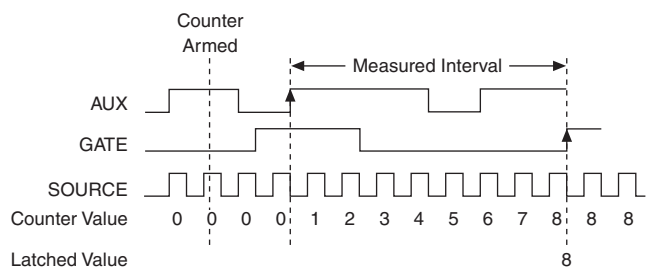 Counter
Armed
Measured Interval
AUX
GATE
SOURCE
Counter Value 0 0 0 0 1 2 3 4 5 6 7 8 8 8
Latched Value 8